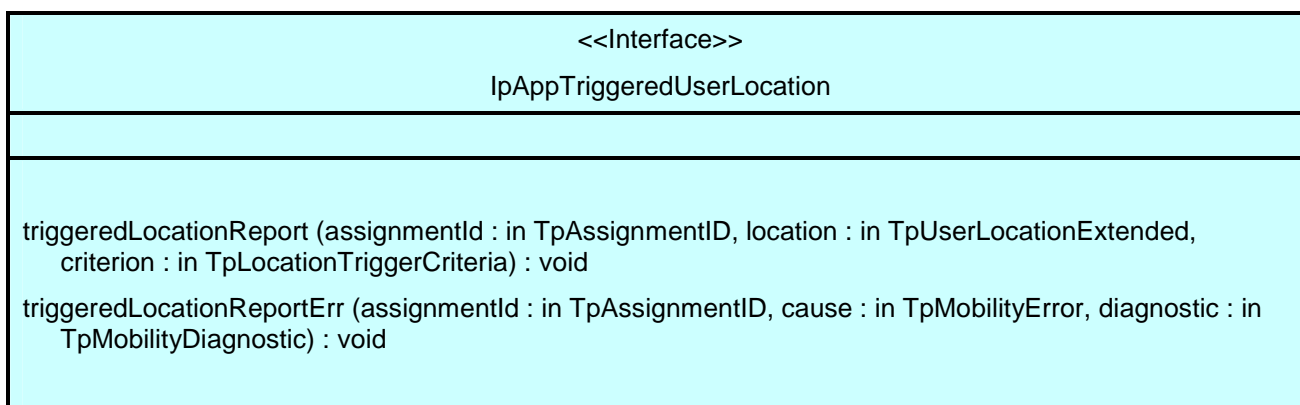 <<Interface>>
IpAppTriggeredUserLocation
triggeredLocationReport (assignmentId : in TpAssignmentID, location : in TpUserLocationExtended,
criterion : in TpLocationTriggerCriteria) : void
triggeredLocationReportErr (assignmentId : in TpAssignmentID, cause : in TpMobilityError, diagnostic : in
TpMobilityDiagnostic) : void